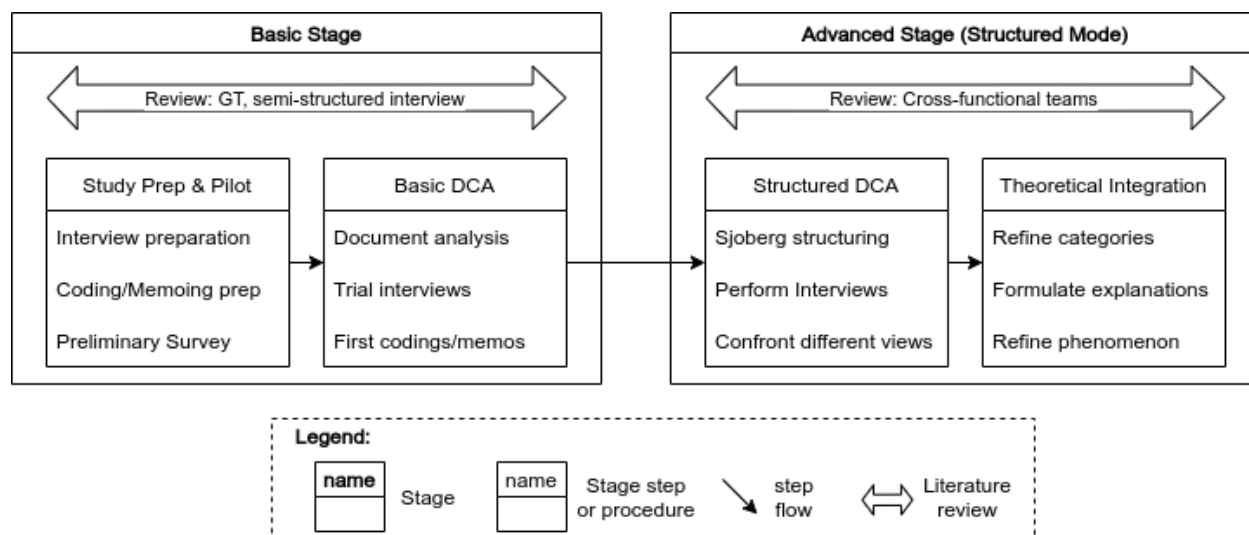 Basic Stage
Review: GT, semi-structured interview
Study Prep & Pilot
Interview preparation
Coding/Memoing prep
Preliminary Survey
Basic DCA
Document analysis
Trial interviews
First codings/memos
Advanced Stage (Structured Mode)
Review: Cross-functional teams
Structured DCA
Sjoberg structuring
Perform Interviews
Confront different views
Theoretical Integration
Refine categories
Formulate explanations
Refine phenomenon
Legend:
name
Stage
name
Stage step
or procedure
step
flow
Literature
review